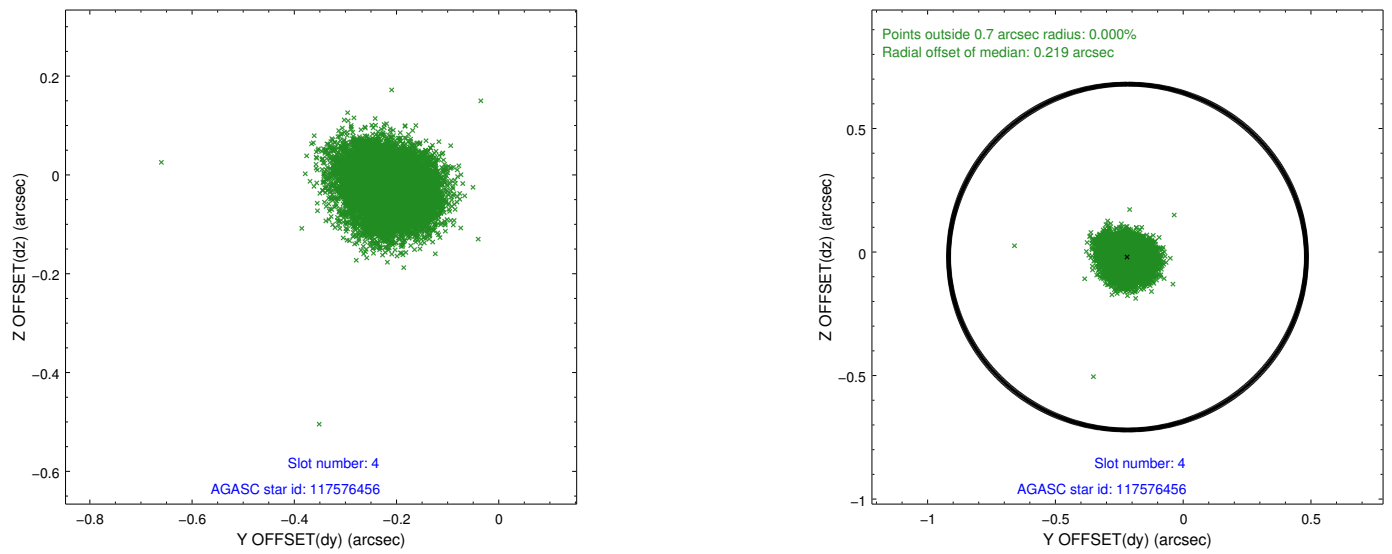 0.2
0
−0.2
−0.4
−0.6
Z OFFSET(dz) (arcsec)
−0.8
−0.6
−0.4
−0.2
0
Y OFFSET(dy) (arcsec)
Slot number: 4
AGASC star id: 117576456
Points outside 0.7 arcsec radius: 0.000%
Radial offset of median: 0.219 arcsec
0.5
0
−0.5
−1
Z OFFSET(dz) (arcsec)
−1
−0.5
0
0.5
Y OFFSET(dy) (arcsec)
Slot number: 4
AGASC star id: 117576456